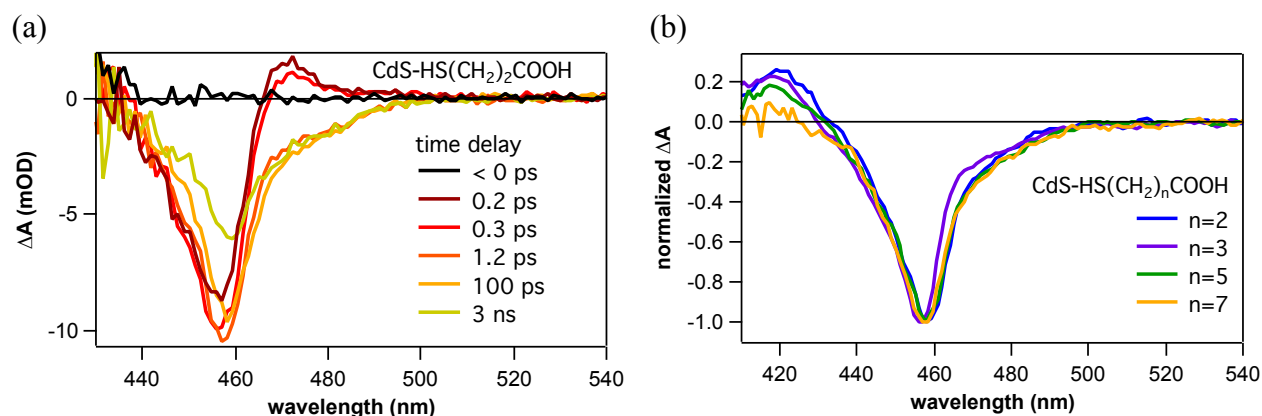 (a)
CdS-HS(CH₂)₂COOH
time delay
< 0 ps
0.2 ps
0.3 ps
1.2 ps
100 ps
3 ns
ΔA (mOD)
0
-5
-10
440 460 480 500 520 540
wavelength (nm)
(b)
CdS-HS(CH₂)ₙCOOH
n=2
n=3
n=5
n=7
normalized ΔA
0.2
0.0
-0.2
-0.4
-0.6
-0.8
-1.0
420 440 460 480 500 520 540
wavelength (nm)